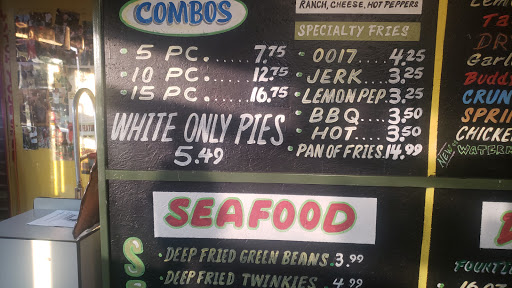 COMBOS
5 PC......7.75
10 PC.....12.75
15 PC.....16.75
WHITE ONLY PIES
5.49
RANCH, CHEESE, HOT PEPPERS
SPECIALTY FRIES
0017....4.25
JERK...3.25
LEMON PEP.3.25
BBQ....3.50
HOT....3.50
PAN OF FRIES.14.99
SEAFOOD
DEEP FRIED GREEN BEANS.3.99
DEEP FRIED TWINKIES..4.99
CHICKEN
NEW